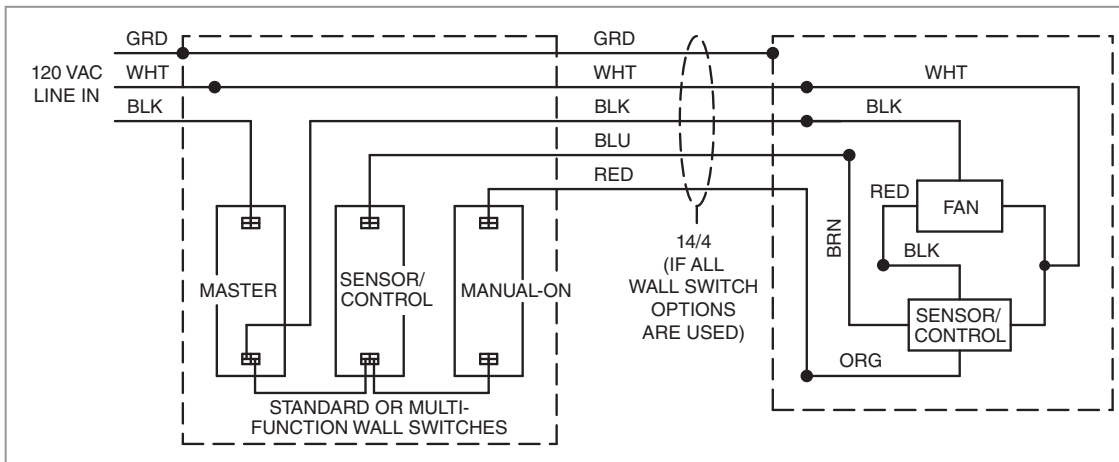 GRD
GRD
120 VAC
LINE IN
WHT
WHT
WHT
BLK
BLK
BLK
BLU
RED
RED
FAN
14/4
(IF ALL
WALL SWITCH
OPTIONS
ARE USED)
BRN
BLK
MASTER
SENSOR/
CONTROL
MANUAL-ON
SENSOR/
CONTROL
ORG
STANDARD OR MULTI-
FUNCTION WALL SWITCHES